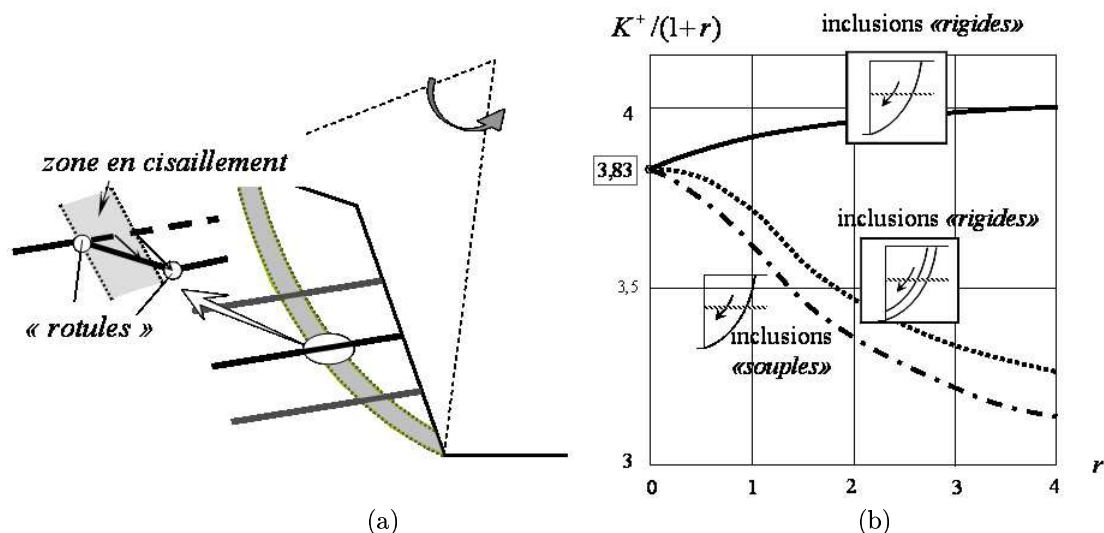 zone en cisaillement
« rotules »
(a)
K⁺/(1+r)
inclusions «rigides»
4
3,83
inclusions «rigides»
3,5
inclusions
«souples»
3
r
0 1 2 3 4
(b)